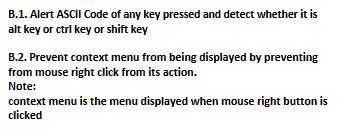 B.1. Alert ASCII Code of any key pressed and detect whether it is
alt key or ctrl key or shift key
B.2. Prevent context menu from being displayed by preventing
from mouse right click from its action.
Note:
context menu is the menu displayed when mouse right button is
clicked